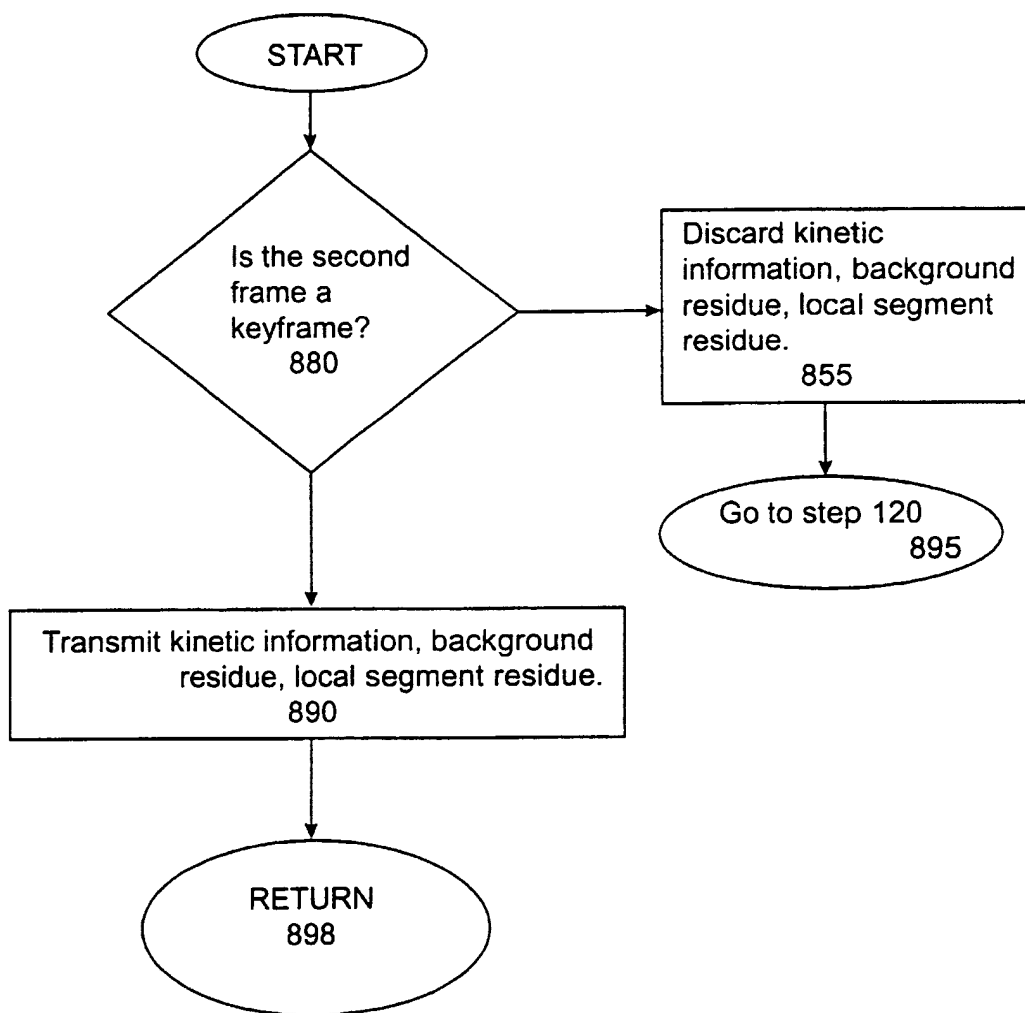 START
Is the second
frame a
keyframe?
880
Discard kinetic
information, background
residue, local segment
residue.
855
Go to step 120
895
Transmit kinetic information, background
residue, local segment residue.
890
RETURN
898